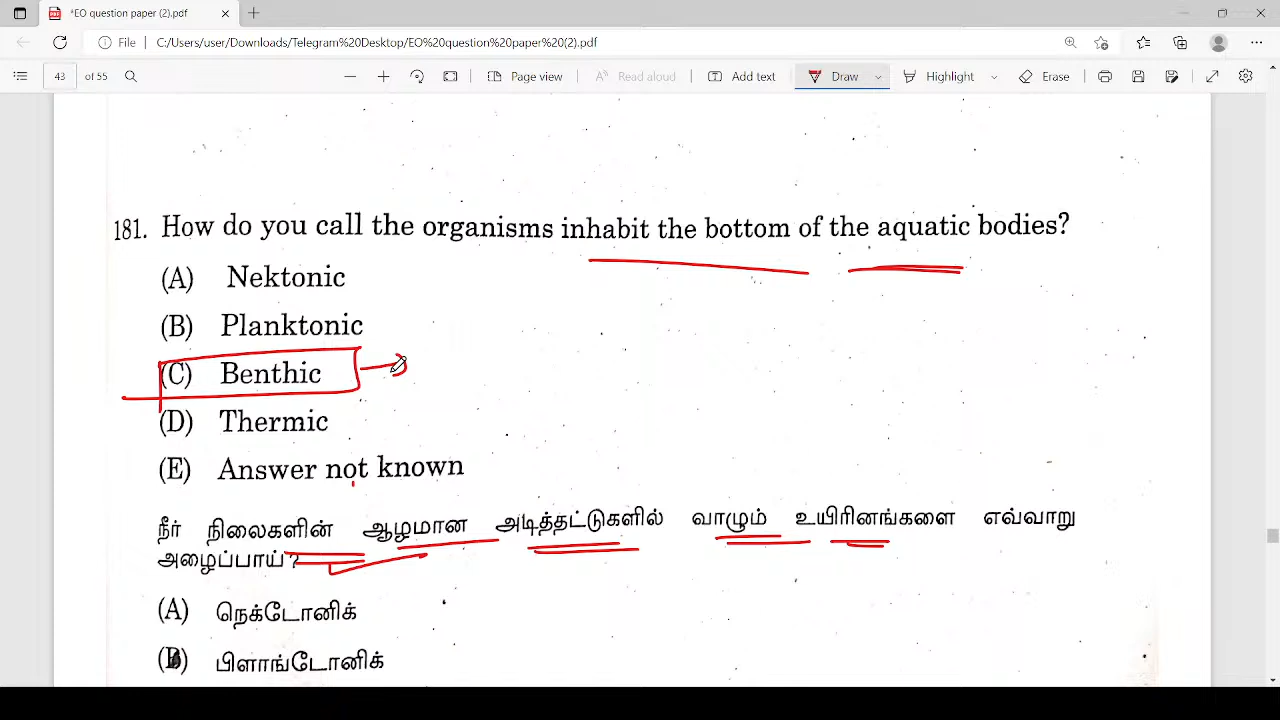 *EO question paper (2).pdf
File C:/Users/user/Downloads/Telegram%20Desktop/EO%20question%20paper%20(2).pdf
43 of 55 Page view Read aloud Add text Draw Highlight Erase
181. How do you call the organisms inhabit the bottom of the aquatic bodies?
(A) Nektonic
(B) Planktonic
(C) Benthic
(D) Thermic
(E) Answer not known
நீர் நிலைகளின் ஆழமான அடித்தட்டுகளில் வாழும் உயிரினங்களை எவ்வாறு
அழைப்பாய்?
(A) நெக்டோனிக்
(B) பிளாங்டோனிக்